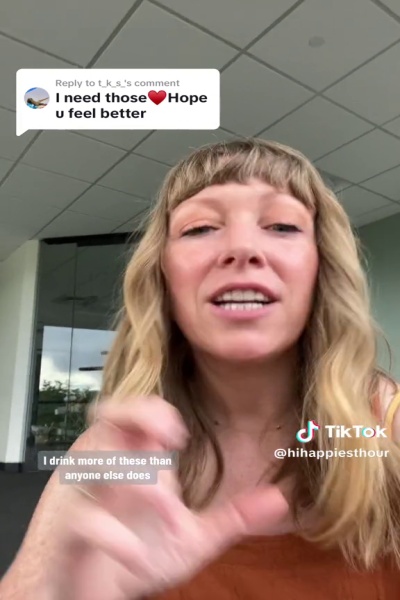 Reply to t_k_s_'s comment
I need those❤️Hope
u feel better
TikTok
@hihappiesthour
I drink more of these than
anyone else does